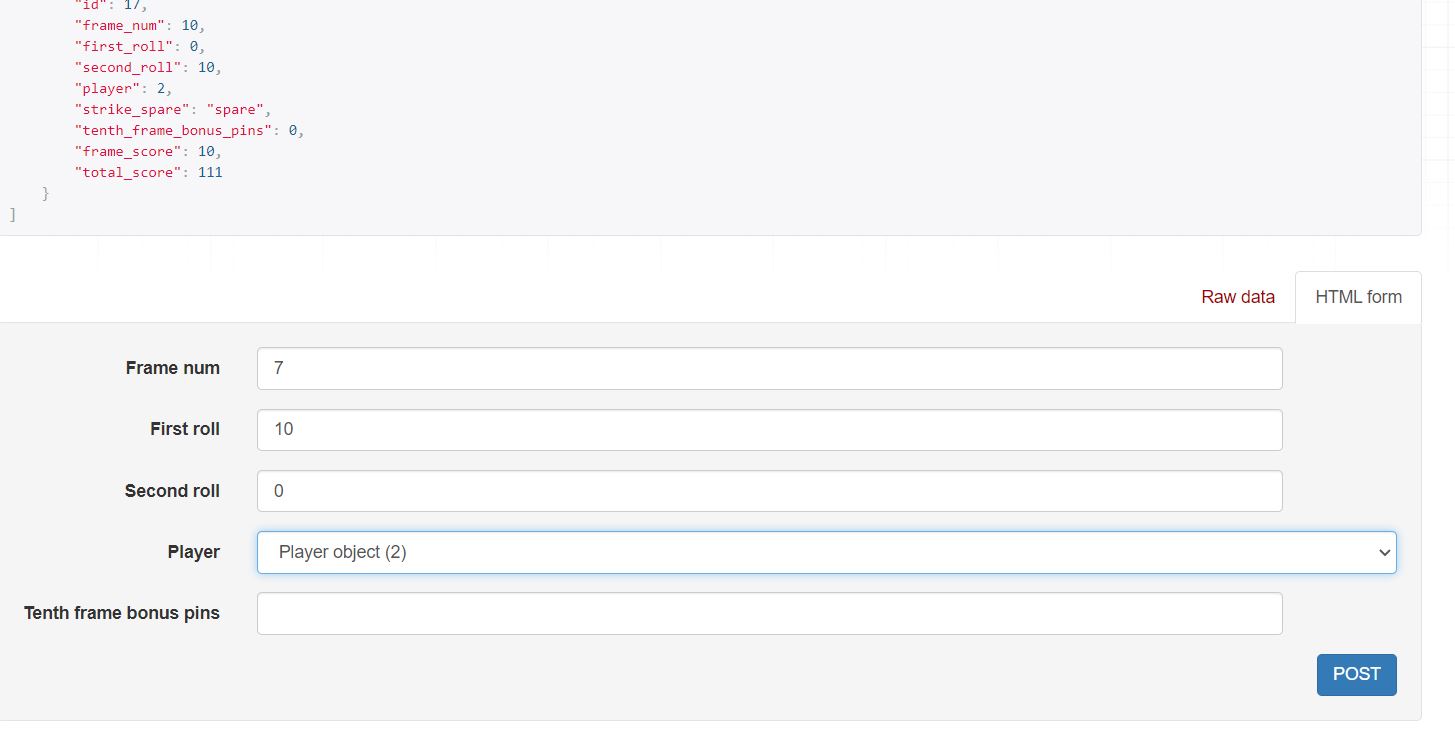 "id": 17,
"frame_num": 10,
"first_roll": 0,
"second_roll": 10,
"player": 2,
"strike_spare": "spare",
"tenth_frame_bonus_pins": 0,
"frame_score": 10,
"total_score": 111
}
]
Raw data HTML form
Frame num 7
First roll 10
Second roll 0
Player Player object (2)
Tenth frame bonus pins
POST